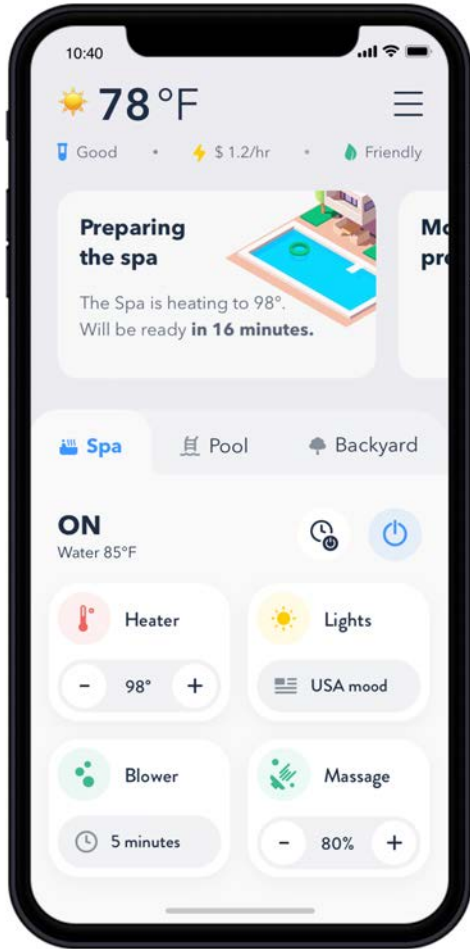 10:40
78°F
Good • $1.2/hr • Friendly
Preparing
the spa
The Spa is heating to 98°.
Will be ready in 16 minutes.
Mo
pre
Spa Pool Backyard
ON
Water 85°F
Heater
- 98° +
Lights
USA mood
Blower
5 minutes
Massage
- 80% +